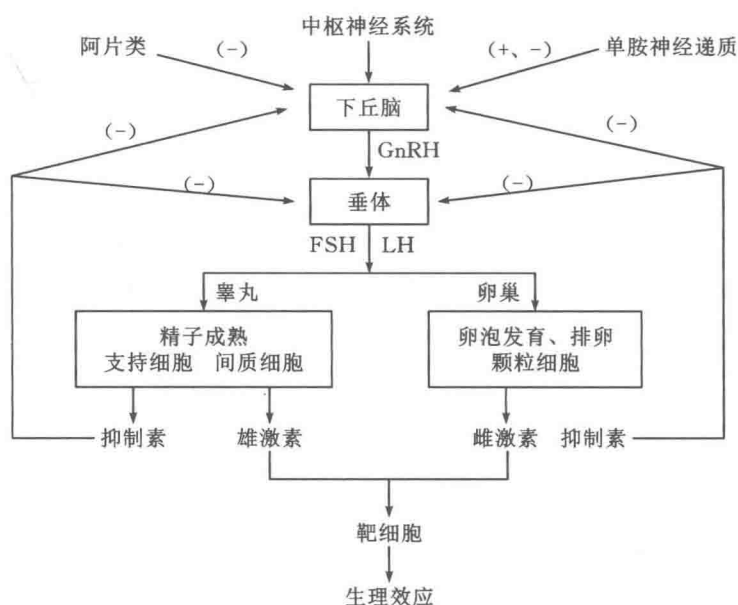 中枢神经系统
阿片类
(-)
(+、-)
单胺神经递质
下丘脑
(-)
(-)
GnRH
(-)
(-)
垂体
FSH LH
睾丸
卵巢
精子成熟
支持细胞 间质细胞
卵泡发育、排卵
颗粒细胞
抑制素
雄激素
雌激素 抑制素
靶细胞
生理效应